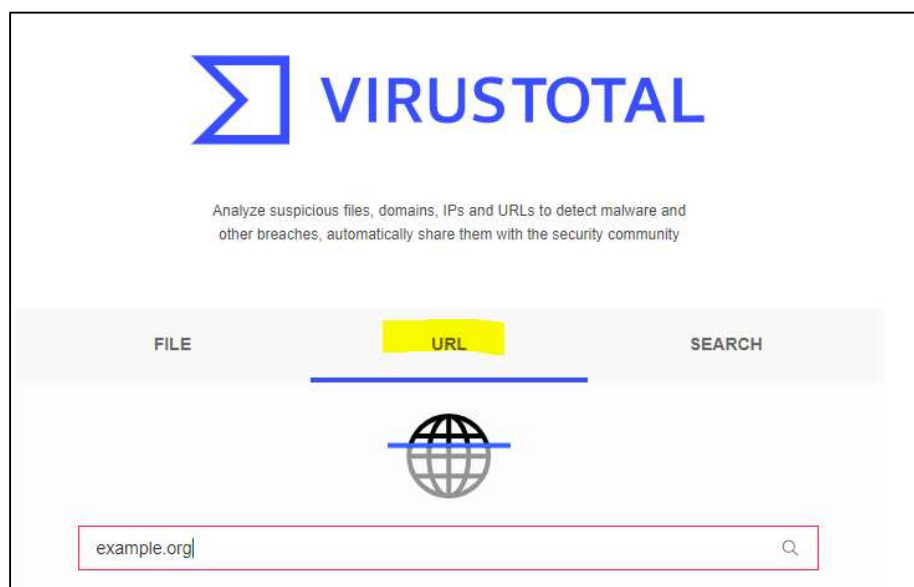 VIRUSTOTAL
Analyze suspicious files, domains, IPs and URLs to detect malware and
other breaches, automatically share them with the security community
FILE URL SEARCH
example.org